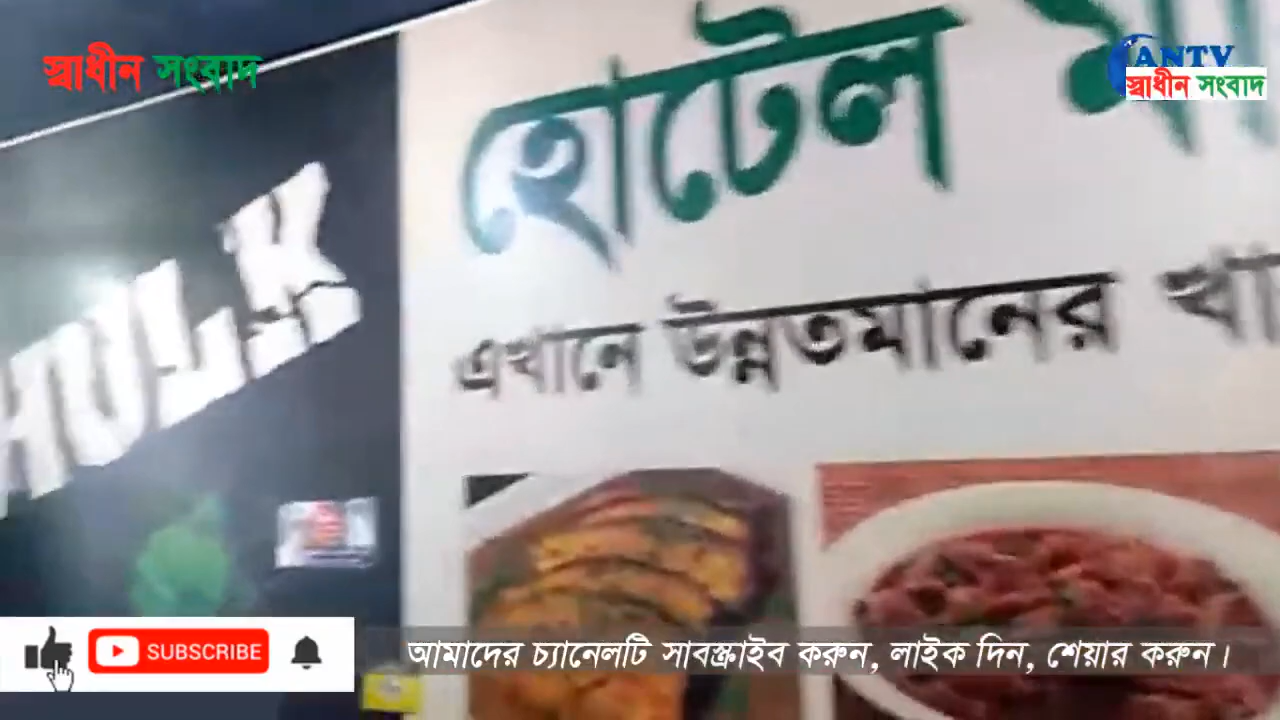 স্বাধীন সংবাদ
ANTV
স্বাধীন সংবাদ
হোটেল
HULK
এখানে উন্নতমানের
SUBSCRIBE
আমাদের চ্যানেলটি সাবস্ক্রাইব করুন, লাইক দিন, শেয়ার করুন।